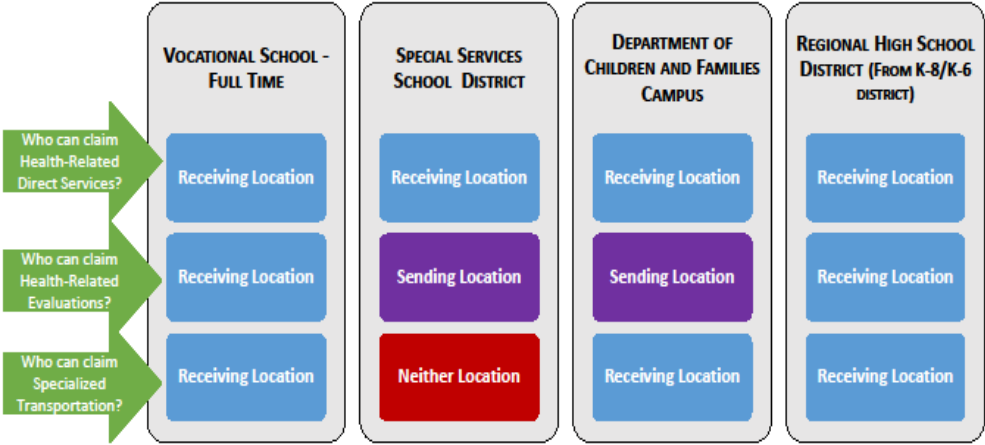 VOCATIONAL SCHOOL -
FULL TIME
SPECIAL SERVICES
SCHOOL DISTRICT
DEPARTMENT OF
CHILDREN AND FAMILIES
CAMPUS
REGIONAL HIGH SCHOOL
DISTRICT (FROM K-8/K-6
DISTRICT)
Who can claim
Health-Related
Direct Services?
Receiving Location
Receiving Location
Receiving Location
Receiving Location
Who can claim
Health-Related
Evaluations?
Receiving Location
Sending Location
Sending Location
Receiving Location
Who can claim
Specialized
Transportation?
Receiving Location
Neither Location
Receiving Location
Receiving Location